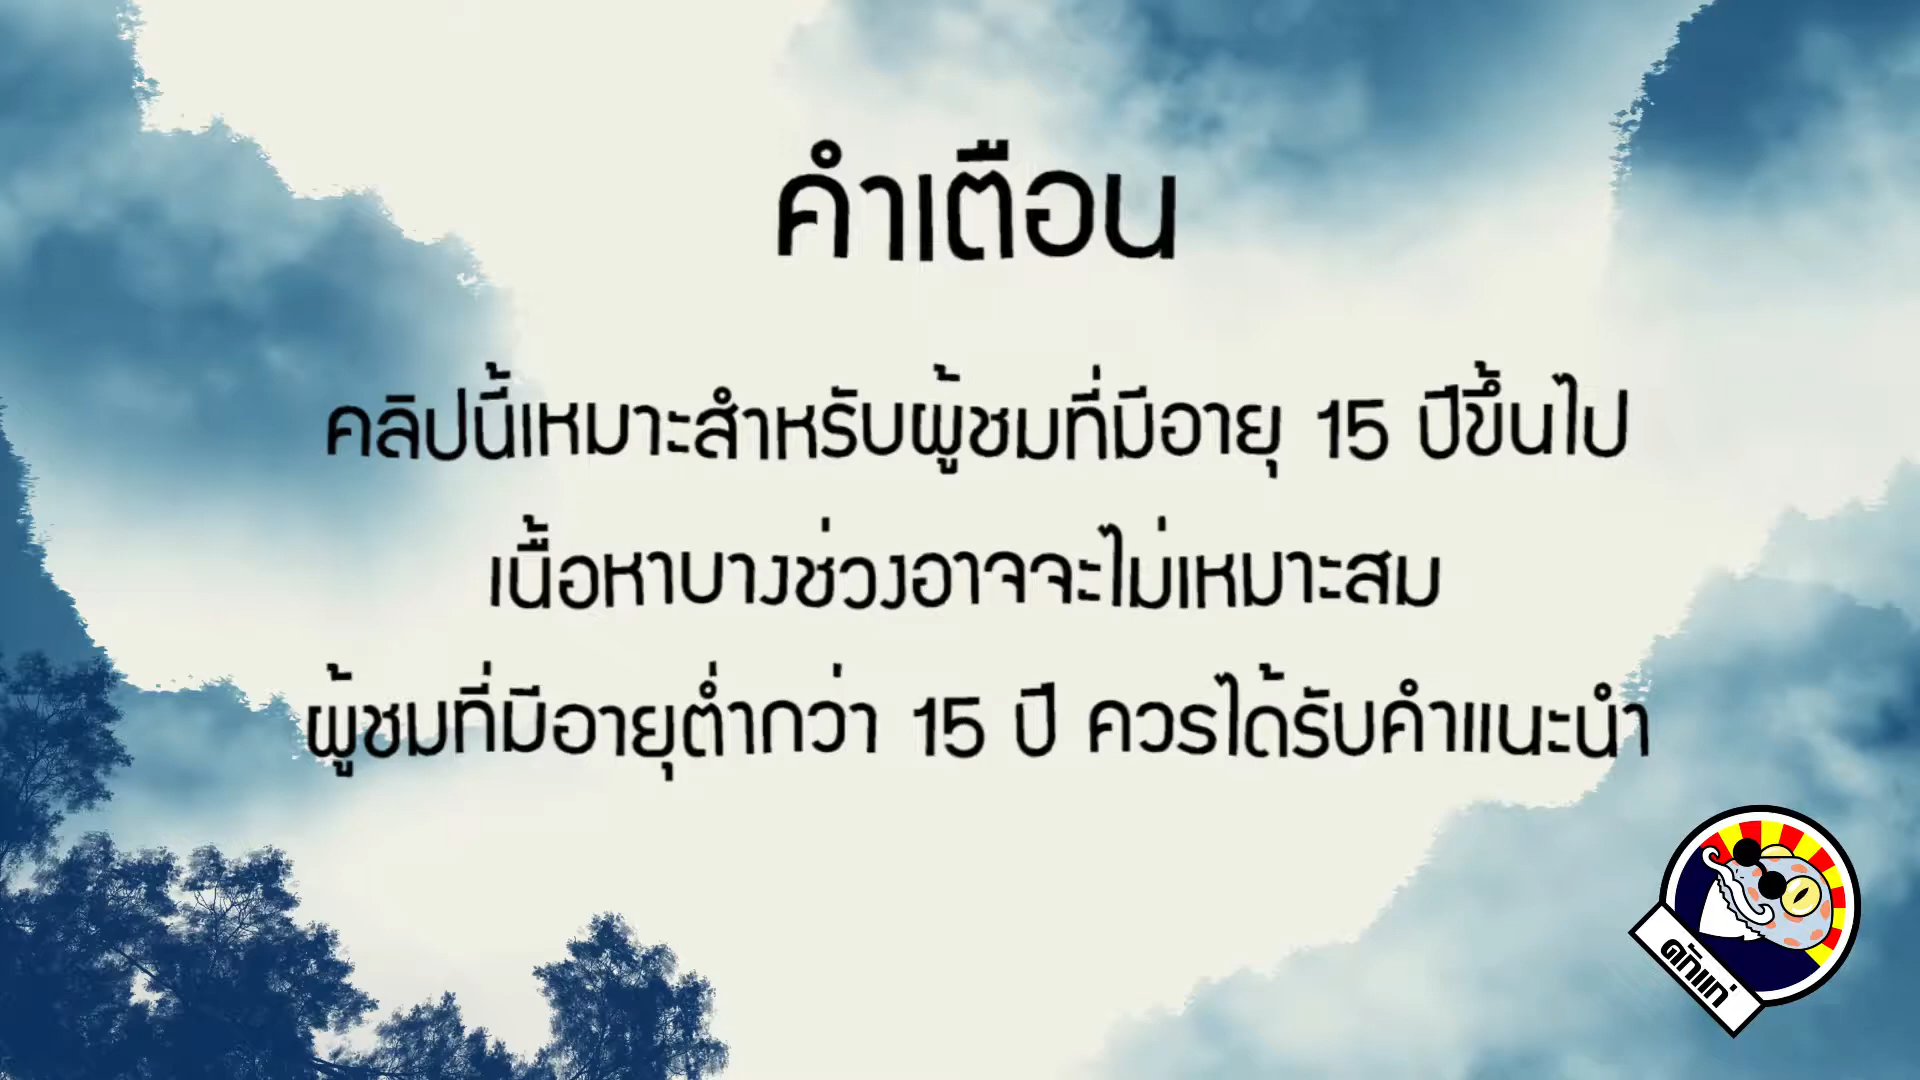 คำเตือน
คลิปนี้เหมาะสำหรับผู้ชมที่มีอายุ 15 ปีขึ้นไป
เนื้อหาบางช่วงอาจจะไม่เหมาะสม
ผู้ชมที่มีอายุต่ำกว่า 15 ปี ควรได้รับคำแนะนำ
ตุ๊กแก่